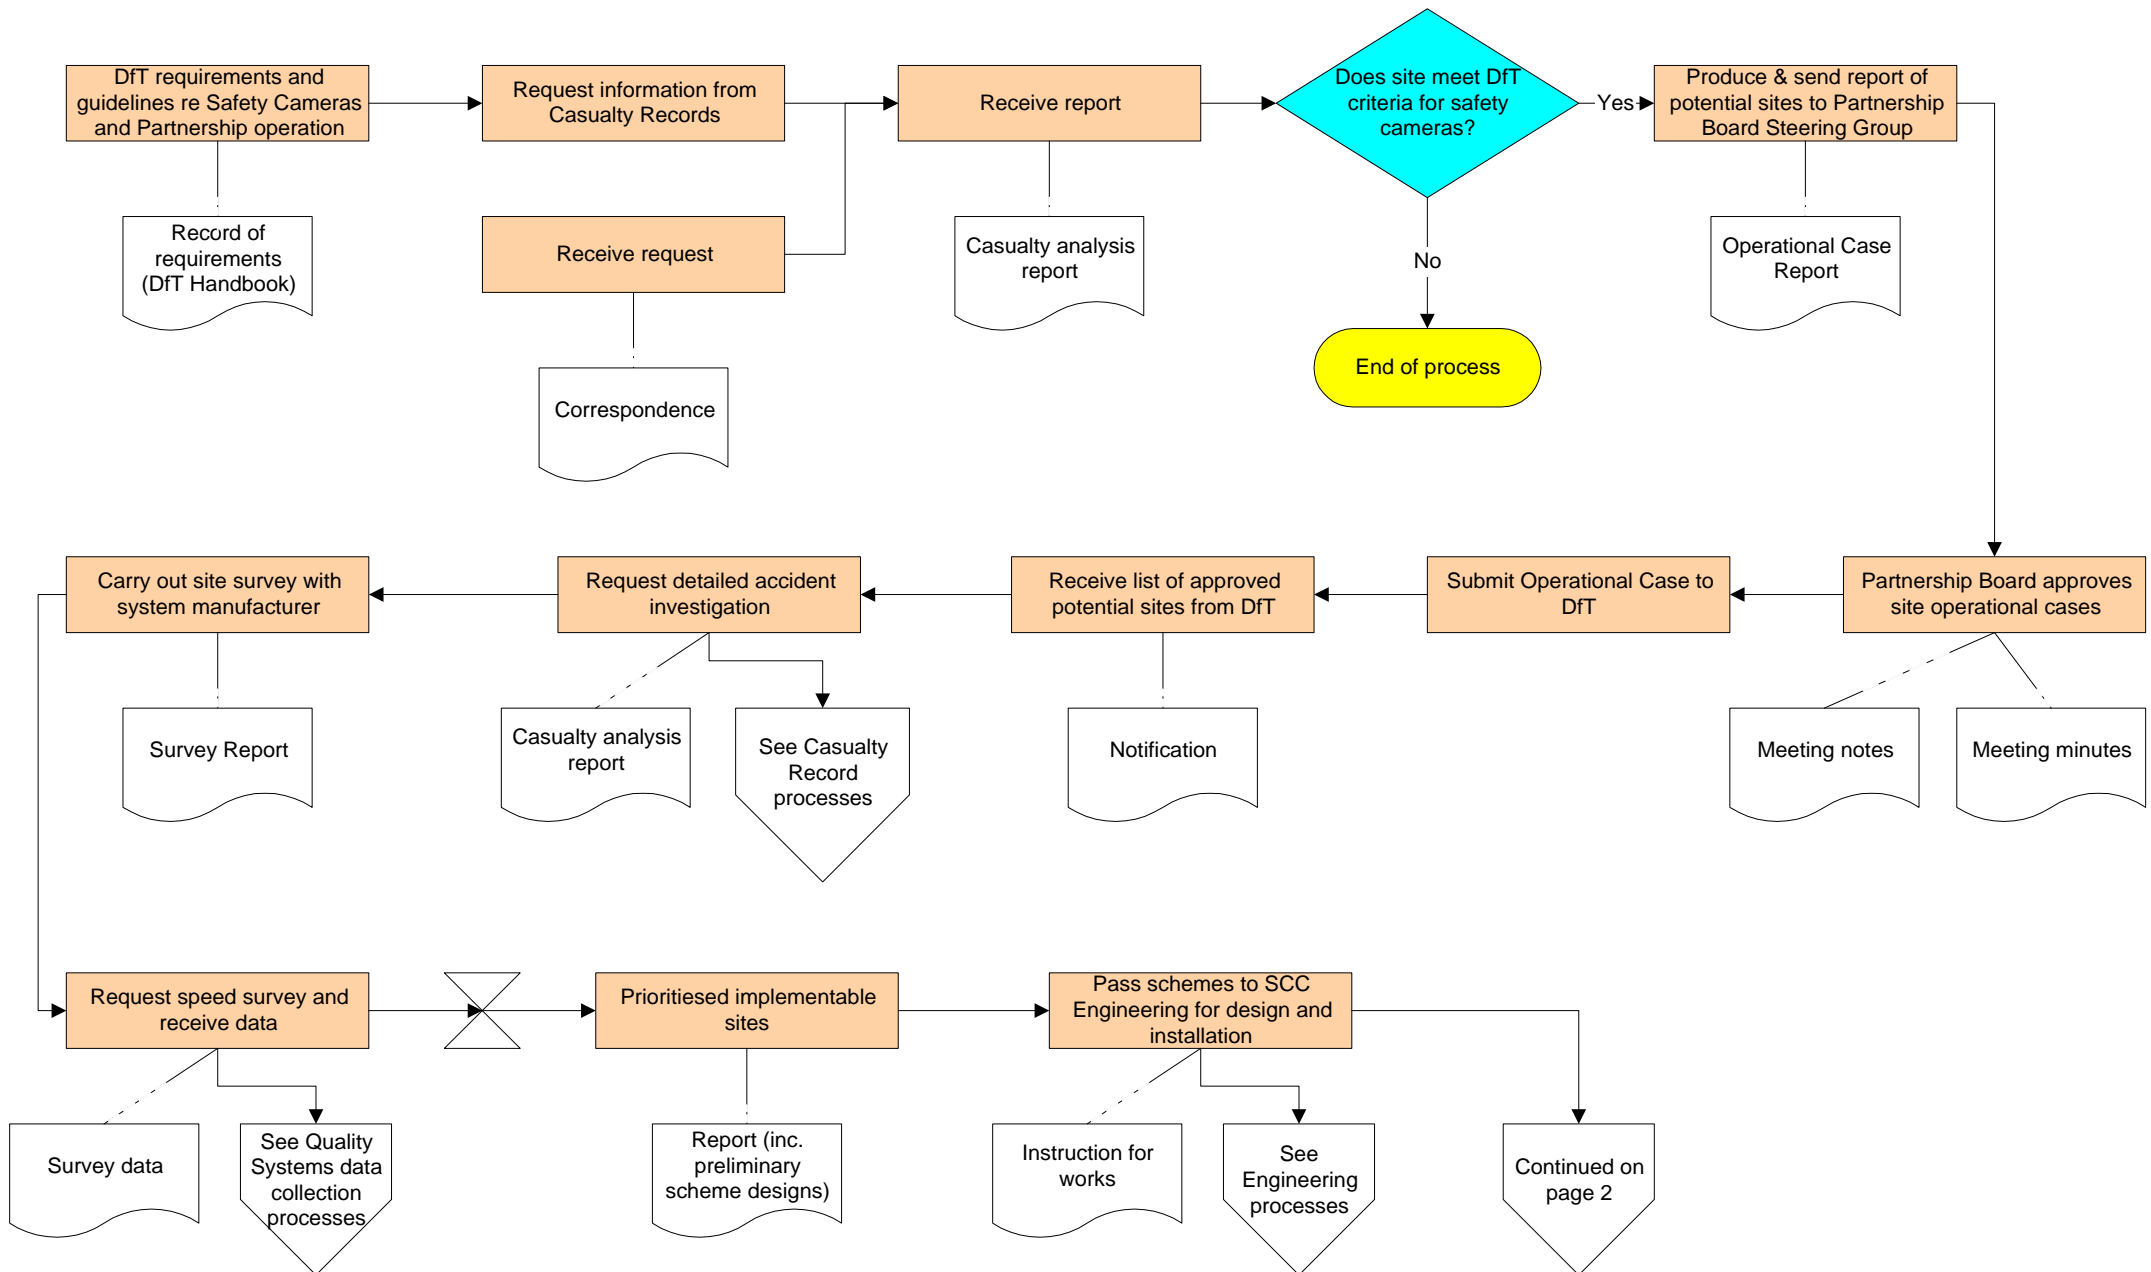 DfT requirements and
guidelines re Safety Cameras
and Partnership operation
Request information from
Casualty Records
Receive report
Does site meet DfT
criteria for safety
cameras?
Yes
Produce & send report of
potential sites to Partnership
Board Steering Group
Record of
requirements
(DfT Handbook)
Receive request
Casualty analysis
report
No
Operational Case
Report
End of process
Correspondence
Carry out site survey with
system manufacturer
Request detailed accident
investigation
Receive list of approved
potential sites from DfT
Submit Operational Case to
DfT
Partnership Board approves
site operational cases
Survey Report
Casualty analysis
report
See Casualty
Record
processes
Notification
Meeting notes
Meeting minutes
Request speed survey and
receive data
Prioritiesed implementable
sites
Pass schemes to SCC
Engineering for design and
installation
Survey data
See Quality
Systems data
collection
processes
Report (inc.
preliminary
scheme designs)
Instruction for
works
See
Engineering
processes
Continued on
page 2